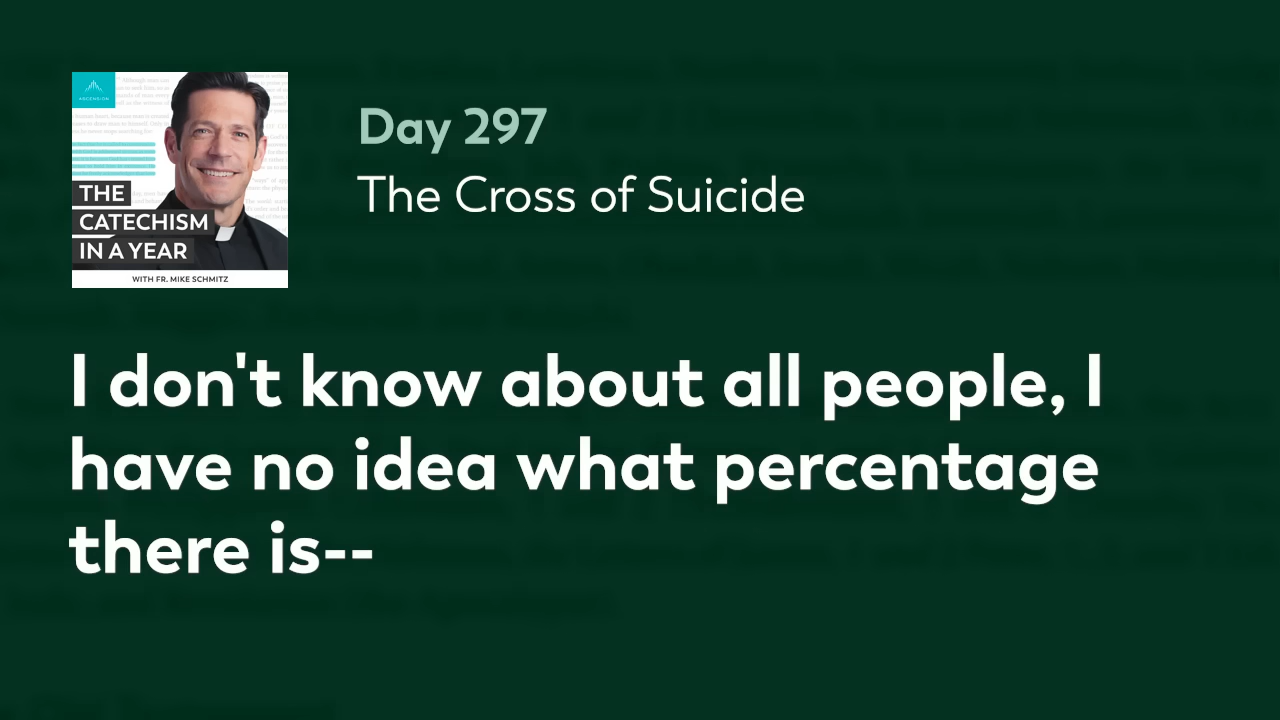 ASCENSION
THE
CATECHISM
IN A YEAR
WITH FR. MIKE SCHMITZ
Day 297
The Cross of Suicide
I don't know about all people, I
have no idea what percentage
there is--